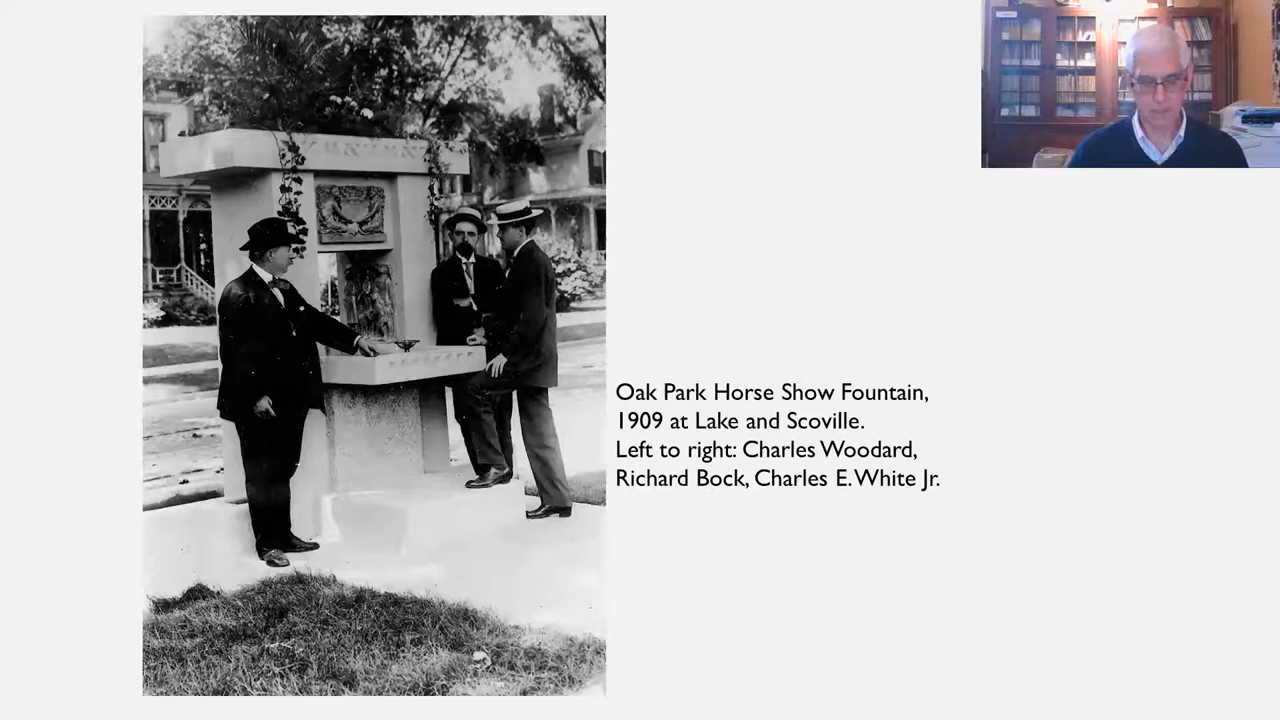 Oak Park Horse Show Fountain,
1909 at Lake and Scoville.
Left to right: Charles Woodard,
Richard Bock, Charles E. White Jr.